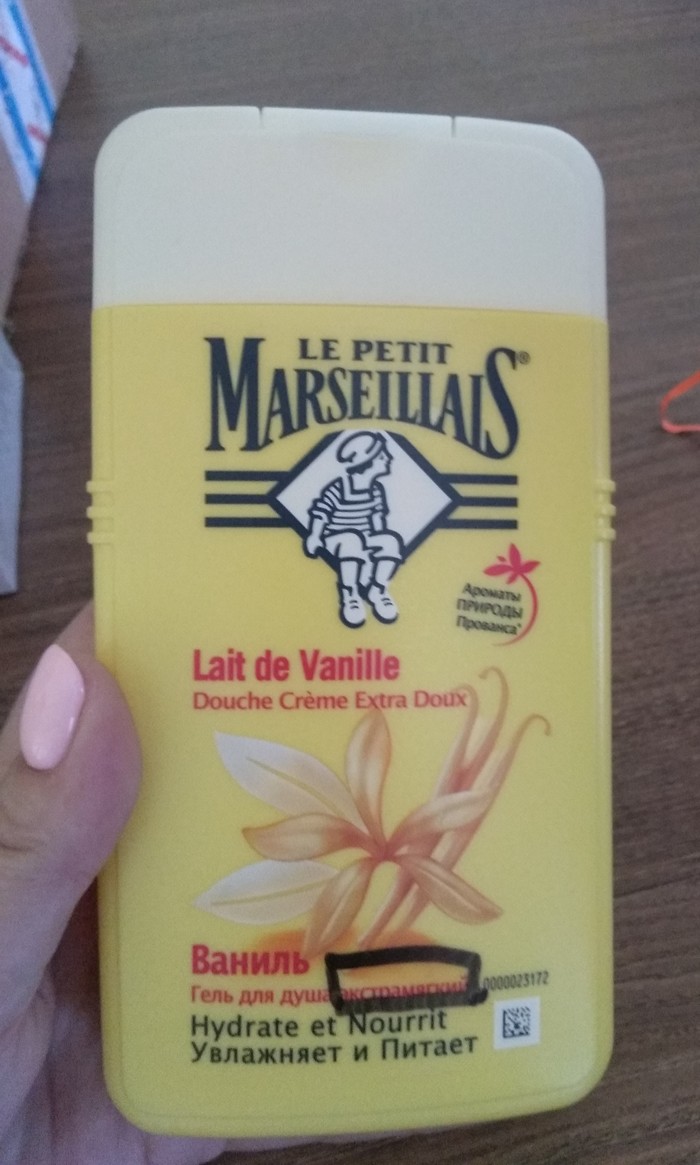 LE PETIT
MARSEILLAIS®
Ароматы
ПРИРОДЫ
Прованса*
Lait de Vanille
Douche Crème Extra Doux
Ваниль
Гель для душа экстрамягкий
0000023172
Hydrate et Nourrit
Увлажняет и Питает